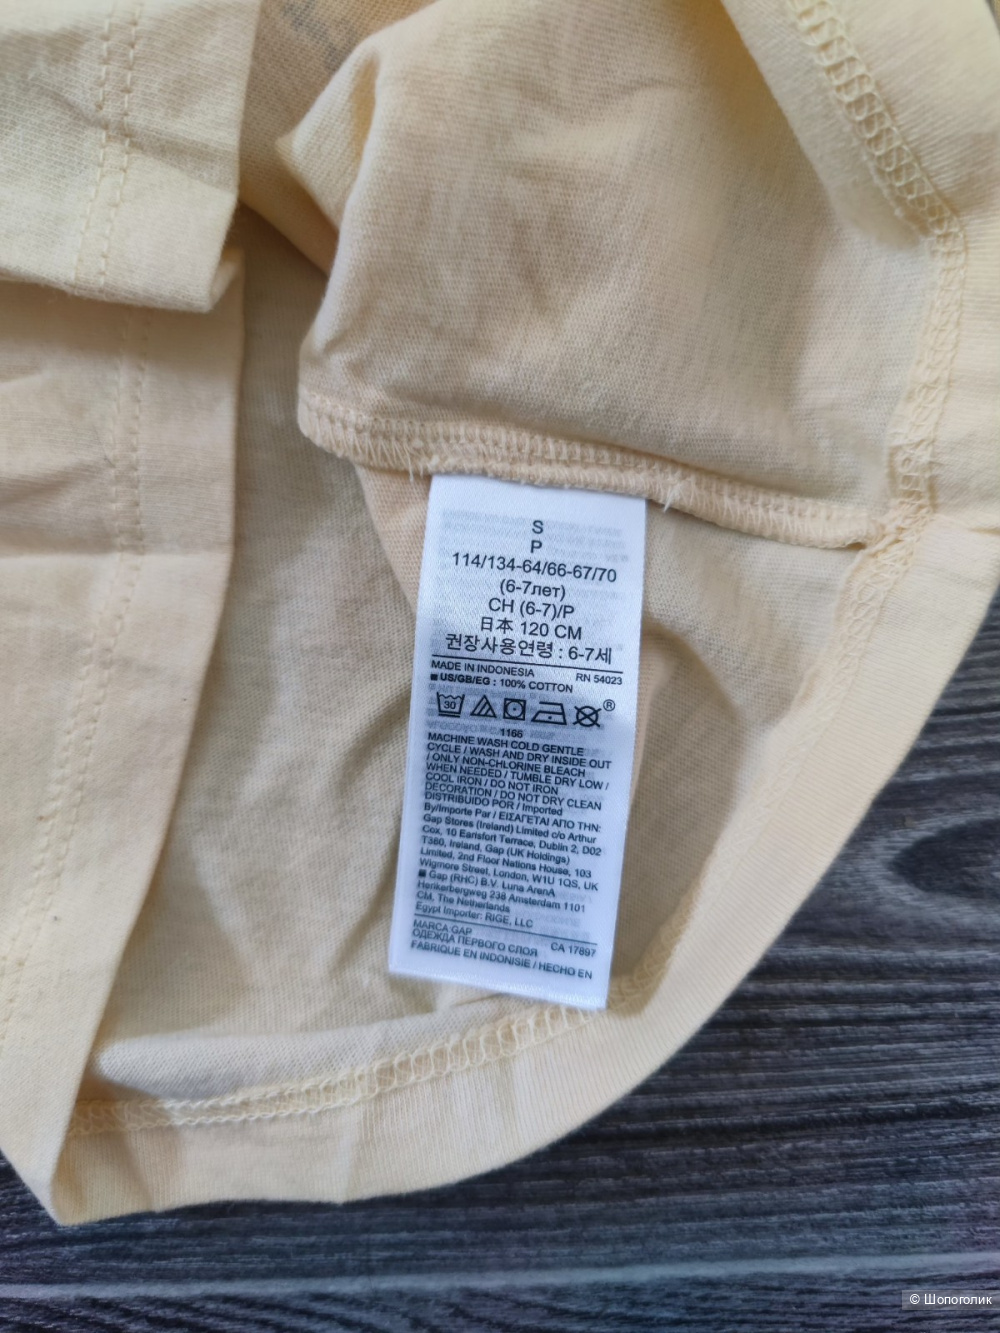 S
P
114/134-64/66-67/70
(6-7лет)
CH (6-7)/P
日本 120 CM
권장사용연령 : 6-7세
MADE IN INDONESIA RN 54023
US/GB/EG : 100% COTTON
30 ®
1166
MACHINE WASH COLD GENTLE
CYCLE / WASH AND DRY INSIDE OUT
/ ONLY NON-CHLORINE BLEACH
WHEN NEEDED / TUMBLE DRY LOW /
COOL IRON / DO NOT IRON
DECORATION / DO NOT DRY CLEAN
DISTRIBUIDO POR / Imported
By/Importe Par / ΕΙΣΑΓΕΤΑΙ ΑΠΟ ΤΗΝ:
Gap Stores (Ireland) Limited c/o Arthur
Cox, 10 Earlsfort Terrace, Dublin 2, D02
T380, Ireland, Gap (UK Holdings)
Limited, 2nd Floor Nations House, 103
Wigmore Street, London, W1U 1QS, UK
Gap (RHC) B.V. Luna ArenA
Herikerbergweg 238 Amsterdam 1101
CM, The Netherlands
Egypt Importer: RIGE, LLC
MARCA GAP CA 17897
ОДЕЖДА ПЕРВОГО СЛОЯ
FABRIQUE EN INDONISIE / HECHO EN
© Шопоголик